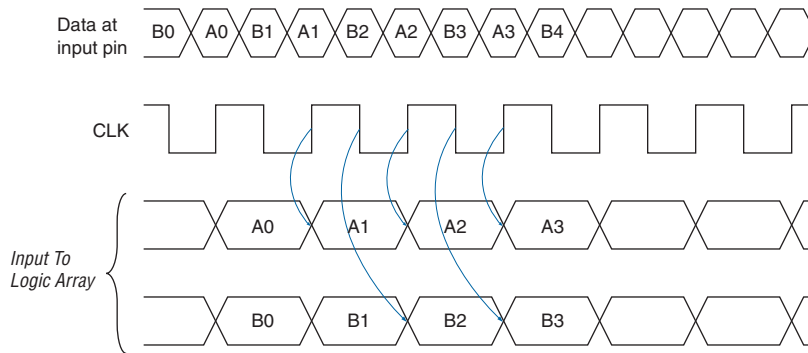 Data at
input pin
B0 A0 B1 A1 B2 A2 B3 A3 B4
CLK
Input To
Logic Array
A0 A1 A2 A3
B0 B1 B2 B3